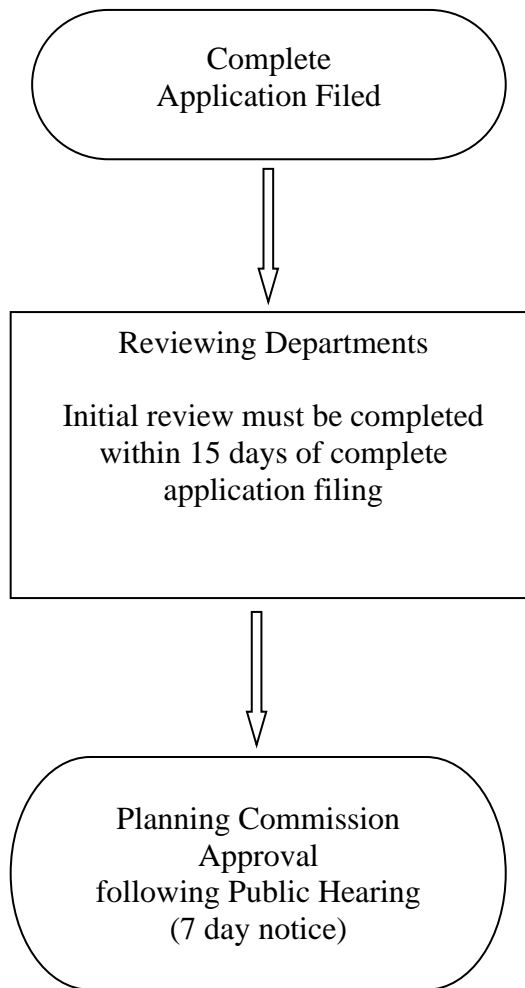 Complete
Application Filed
Reviewing Departments
Initial review must be completed
within 15 days of complete
application filing
Planning Commission
Approval
following Public Hearing
(7 day notice)